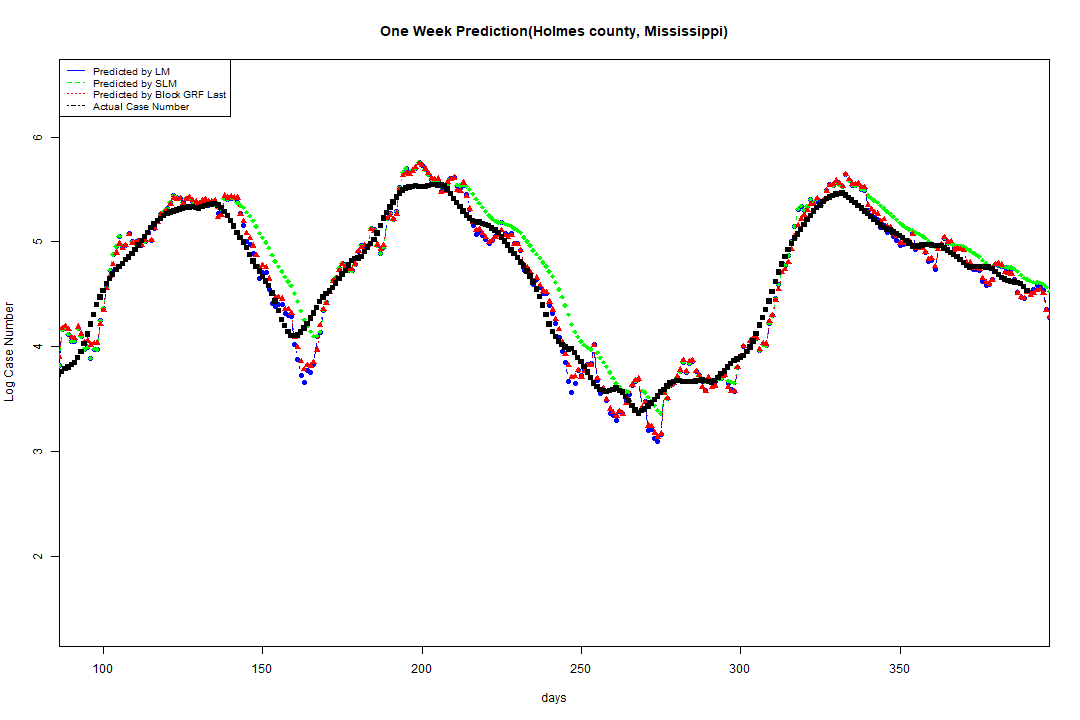 One Week Prediction(Holmes county, Mississippi)
Predicted by LM
Predicted by SLM
Predicted by Block GRF Last
Actual Case Number
6
5
4
3
2
Log Case Number
100 150 200 250 300 350
days